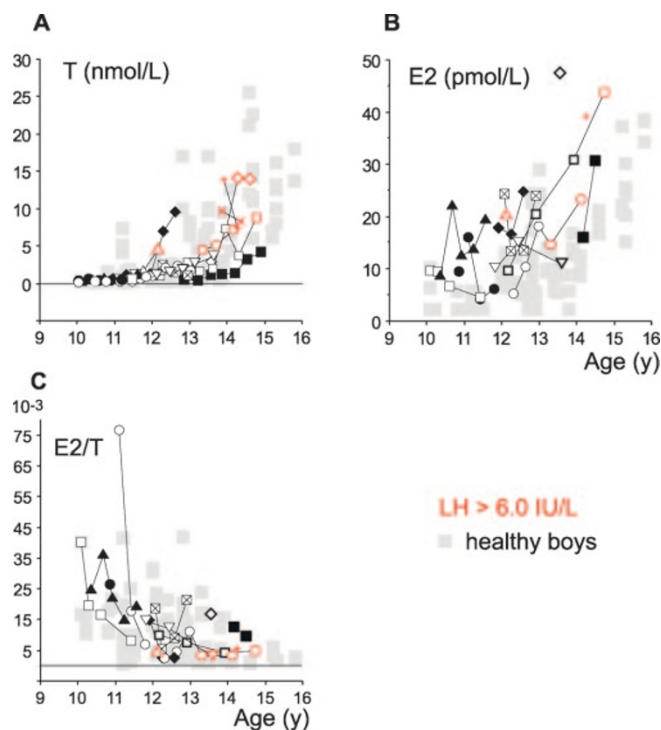 A
T (nmol/L)
30
25
20
15
10
5
0
9 10 11 12 13 14 15 16
B
E2 (pmol/L)
50
40
30
20
10
0
9 10 11 12 13 14 15 16
Age (y)
C
10-3
E2/T
75
65
55
45
35
25
15
5
9 10 11 12 13 14 15 16
Age (y)
LH > 6.0 IU/L
healthy boys